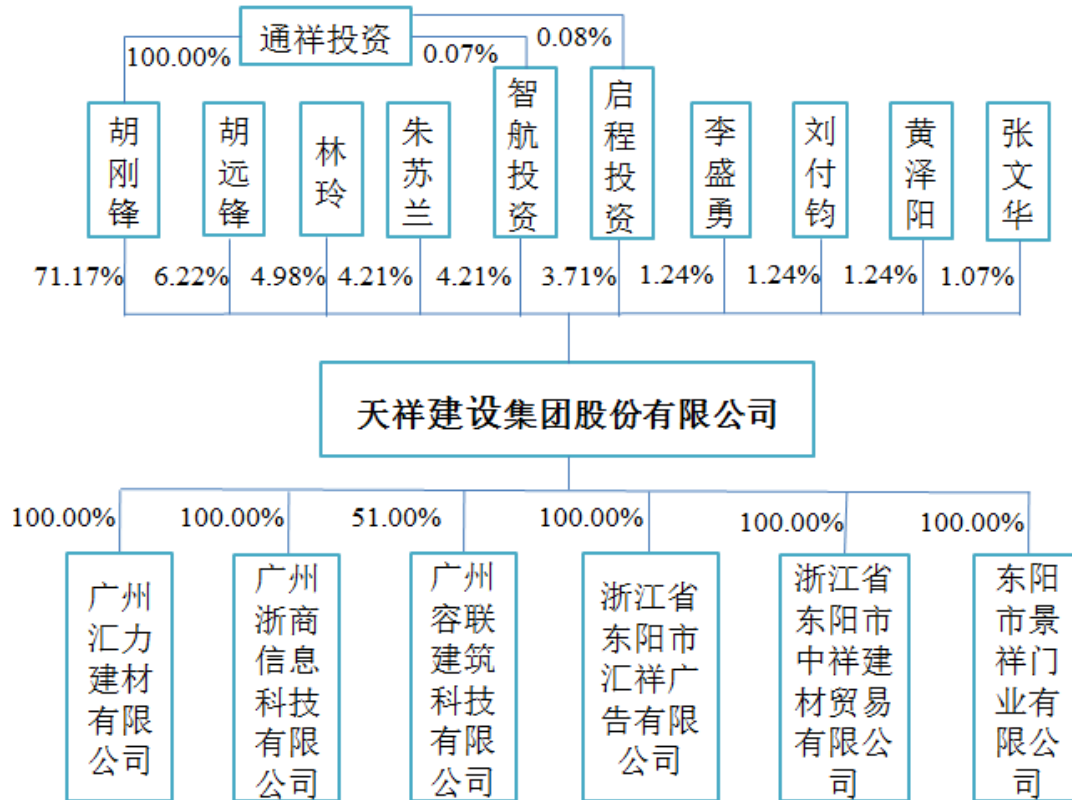 通祥投资
100.00%
0.07%
0.08%
胡刚锋
胡远锋
林玲
朱苏兰
智航投资
启程投资
李盛勇
刘付钧
黄泽阳
张文华
71.17%
6.22%
4.98%
4.21%
4.21%
3.71%
1.24%
1.24%
1.24%
1.07%
天祥建设集团股份有限公司
100.00%
100.00%
51.00%
100.00%
100.00%
100.00%
广州
汇力
建材
有限
公司
广州
浙商
信息
科技
有限
公司
广州
容联
建筑
科技
有限
公司
浙江省
东阳市
汇祥广
告有限
公司
浙江省
东阳市
中祥建
材贸易
有限公
司
东阳
市景
祥门
业有
限公
司